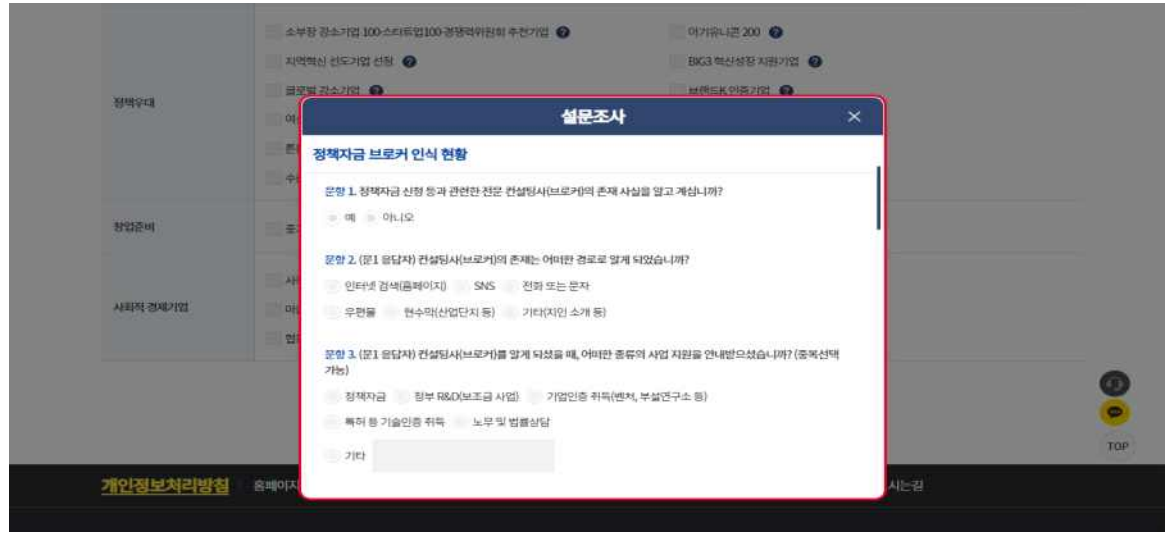 소부장 강소기업 100·스타트업100·경쟁력위원회 추천기업
아기유니콘 200
지역혁신 선도기업 선정
BIG3 혁신성장 지원기업
글로벌 강소기업
브랜드K 인증기업
정책우대
창업준비
사회적 경제기업
설문조사
정책자금 브로커 인식 현황
문항 1. 정책자금 신청 등과 관련한 전문 컨설팅사(브로커)의 존재 사실을 알고 계십니까?
예 아니오
문항 2. (문1 응답자) 컨설팅사(브로커)의 존재는 어떠한 경로로 알게 되었습니까?
인터넷 검색(홈페이지) SNS 전화 또는 문자
우편물 현수막(산업단지 등) 기타(지인 소개 등)
문항 3. (문1 응답자) 컨설팅사(브로커)를 알게 되셨을 때, 어떠한 종류의 사업 지원을 안내받으셨습니까? (중복선택
가능)
정책자금 정부 R&D(보조금 사업) 기업인증 취득(벤처, 부설연구소 등)
특허 등 기술인증 취득 노무 및 법률상담
기타
TOP
개인정보처리방침 홈페이지
시는길